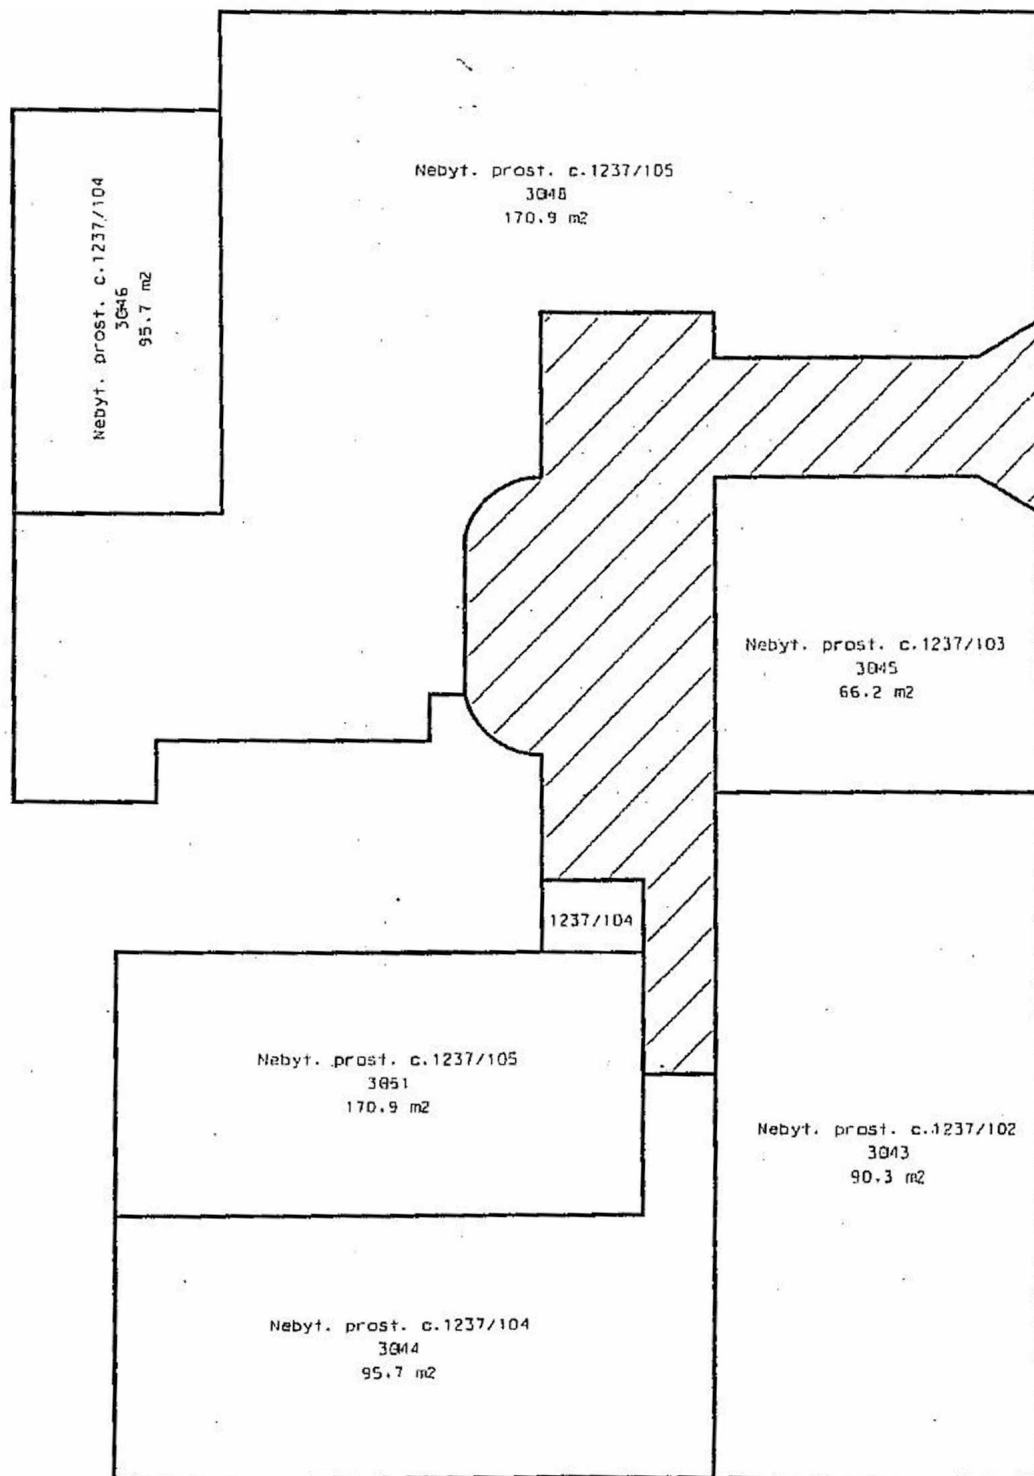 Nebyt. prost. c.1237/105
3048
170.9 m2
Nebyt. prost. c.1237/104
3046
95.7 m2
Nebyt. prost. c.1237/103
3045
66.2 m2
1237/104
Nebyt. prost. c.1237/105
3051
170.9 m2
Nebyt. prost. c.1237/102
3043
90.3 m2
Nebyt. prost. c.1237/104
3044
95.7 m2